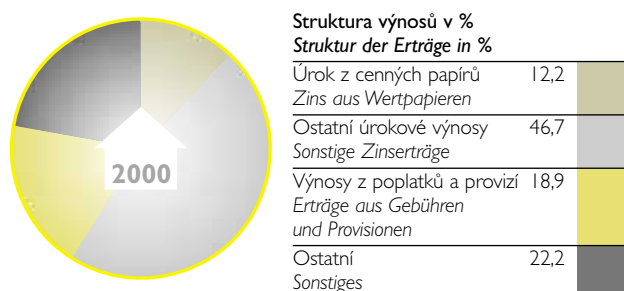 Struktura výnosů v %
Struktur der Erträge in %
Úrok z cenných papírů 12,2
Zins aus Wertpapieren
Ostatní úrokové výnosy 46,7
Sonstige Zinserträge
Výnosy z poplatků a provizí 18,9
Erträge aus Gebühren
und Provisionen
Ostatní 22,2
Sonstiges
2000